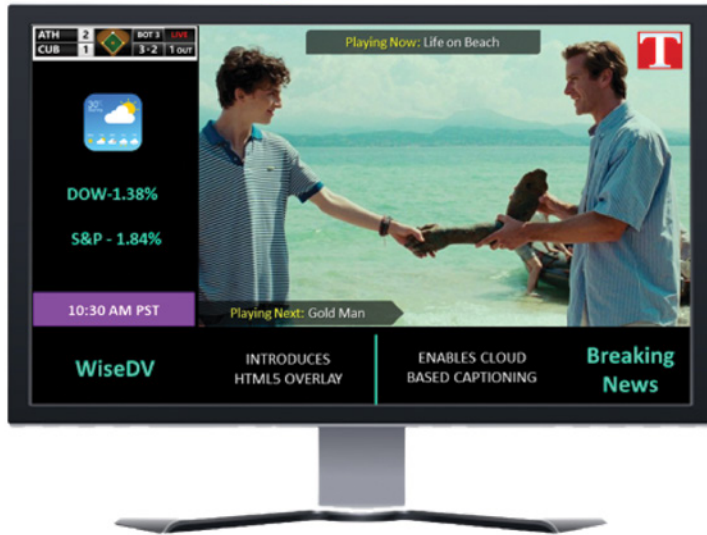 ATH 2 BOT 3 LIVE
CUB 1 3-2 1 OUT
20°
DOW-1.38%
S&P - 1.84%
10:30 AM PST
Playing Now: Life on Beach
T
Playing Next: Gold Man
WiseDV
INTRODUCES
HTML5 OVERLAY
ENABLES CLOUD
BASED CAPTIONING
Breaking
News